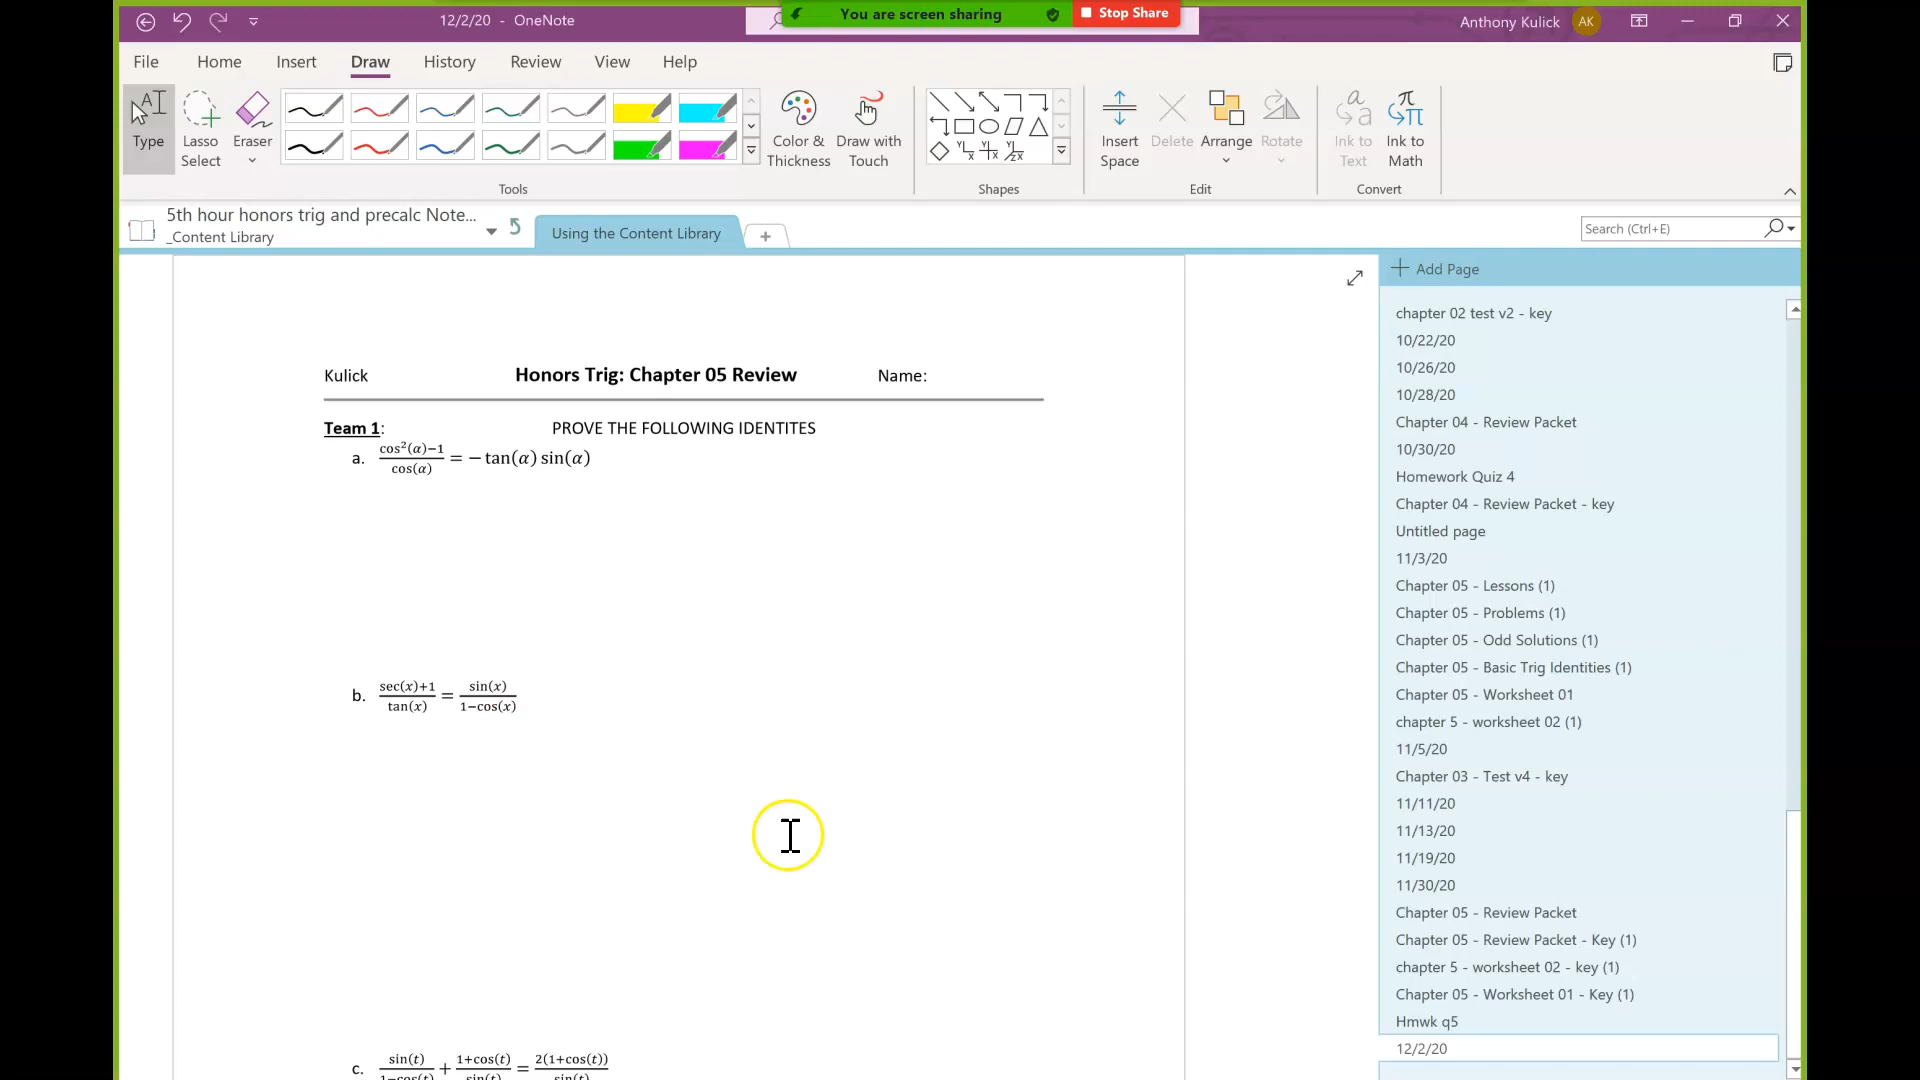 12/2/20 - OneNote
You are screen sharing
Stop Share
Anthony Kulick
AK
File Home Insert Draw History Review View Help
Type
Lasso Select
Eraser
Color & Thickness
Draw with Touch
Insert Space
Delete
Arrange
Rotate
Ink to Text
Ink to Math
Tools
Shapes
Edit
Convert
5th hour honors trig and precalc Note...
_Content Library
Using the Content Library
Search (Ctrl+E)
Add Page
chapter 02 test v2 - key
10/22/20
10/26/20
10/28/20
Chapter 04 - Review Packet
10/30/20
Homework Quiz 4
Chapter 04 - Review Packet - key
Untitled page
11/3/20
Chapter 05 - Lessons (1)
Chapter 05 - Problems (1)
Chapter 05 - Odd Solutions (1)
Chapter 05 - Basic Trig Identities (1)
Chapter 05 - Worksheet 01
chapter 5 - worksheet 02 (1)
11/5/20
Chapter 03 - Test v4 - key
11/11/20
11/13/20
11/19/20
11/30/20
Chapter 05 - Review Packet
Chapter 05 - Review Packet - Key (1)
chapter 5 - worksheet 02 - key (1)
Chapter 05 - Worksheet 01 - Key (1)
Hmwk q5
12/2/20
Kulick Honors Trig: Chapter 05 Review Name:
Team 1: PROVE THE FOLLOWING IDENTITES
a. (cos²(α)−1)/cos(α) = − tan(α) sin(α)
b. (sec(x)+1)/tan(x) = sin(x)/(1−cos(x))
c. sin(t)/(1−cos(t)) + (1+cos(t))/sin(t) = 2(1+cos(t))/sin(t)